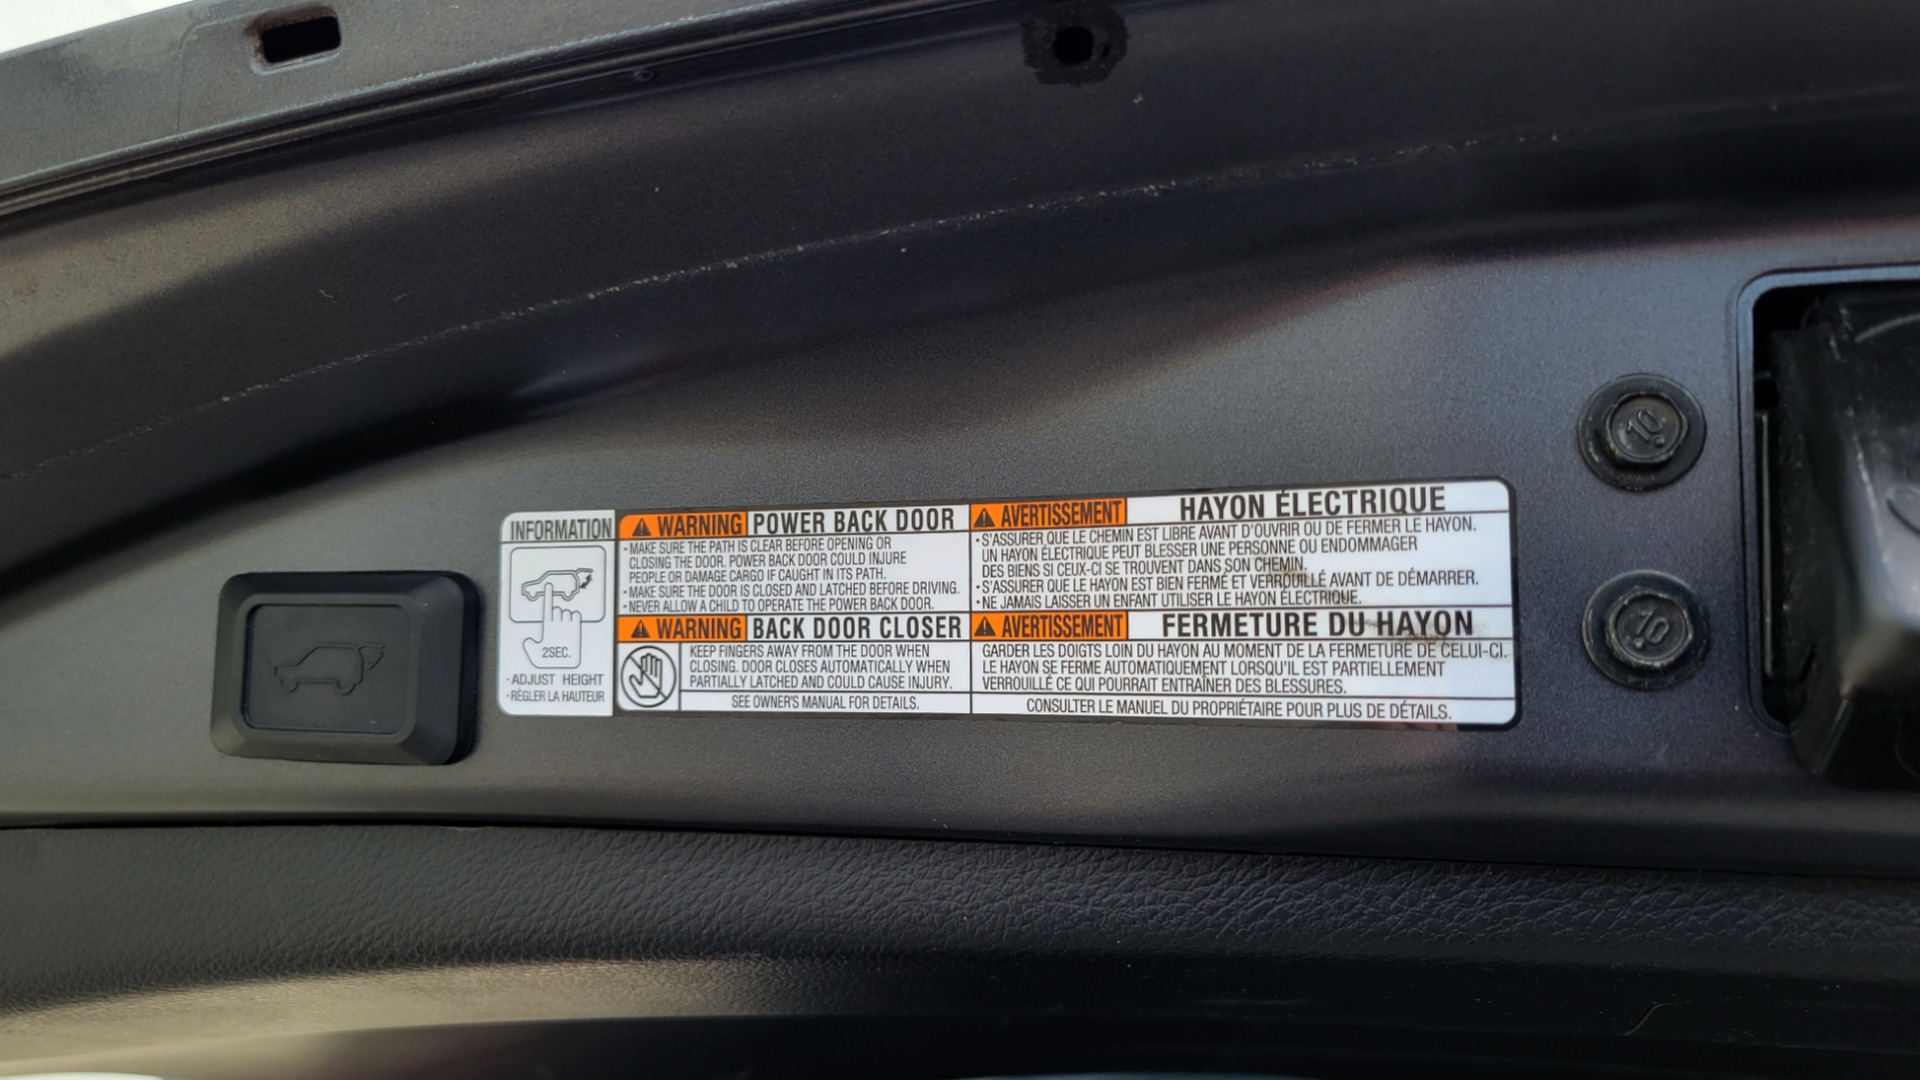 INFORMATION
2SEC.
·ADJUST HEIGHT
·RÉGLER LA HAUTEUR
WARNING POWER BACK DOOR
·MAKE SURE THE PATH IS CLEAR BEFORE OPENING OR
CLOSING THE DOOR. POWER BACK DOOR COULD INJURE
PEOPLE OR DAMAGE CARGO IF CAUGHT IN ITS PATH.
·MAKE SURE THE DOOR IS CLOSED AND LATCHED BEFORE DRIVING.
·NEVER ALLOW A CHILD TO OPERATE THE POWER BACK DOOR.
WARNING BACK DOOR CLOSER
KEEP FINGERS AWAY FROM THE DOOR WHEN
CLOSING. DOOR CLOSES AUTOMATICALLY WHEN
PARTIALLY LATCHED AND COULD CAUSE INJURY.
SEE OWNER'S MANUAL FOR DETAILS.
AVERTISSEMENT HAYON ÉLECTRIQUE
·S'ASSURER QUE LE CHEMIN EST LIBRE AVANT D'OUVRIR OU DE FERMER LE HAYON.
UN HAYON ÉLECTRIQUE PEUT BLESSER UNE PERSONNE OU ENDOMMAGER
DES BIENS SI CEUX-CI SE TROUVENT DANS SON CHEMIN.
·S'ASSURER QUE LE HAYON EST BIEN FERMÉ ET VERROUILLÉ AVANT DE DÉMARRER.
·NE JAMAIS LAISSER UN ENFANT UTILISER LE HAYON ÉLECTRIQUE.
AVERTISSEMENT FERMETURE DU HAYON
GARDER LES DOIGTS LOIN DU HAYON AU MOMENT DE LA FERMETURE DE CELUI-CI.
LE HAYON SE FERME AUTOMATIQUEMENT LORSQU'IL EST PARTIELLEMENT
VERROUILLÉ CE QUI POURRAIT ENTRAÎNER DES BLESSURES.
CONSULTER LE MANUEL DU PROPRIÉTAIRE POUR PLUS DE DÉTAILS.
10
10